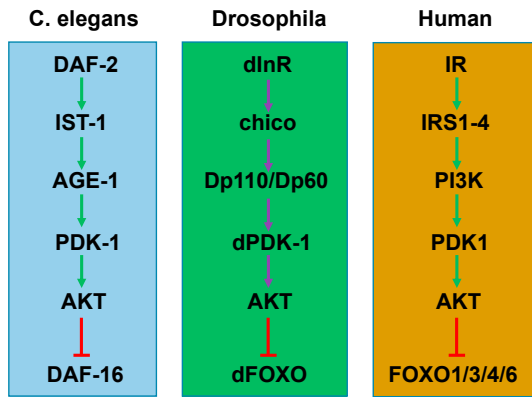 C. elegans
DAF-2
IST-1
AGE-1
PDK-1
AKT
DAF-16
Drosophila
dInR
chico
Dp110/Dp60
dPDK-1
AKT
dFOXO
Human
IR
IRS1-4
PI3K
PDK1
AKT
FOXO1/3/4/6